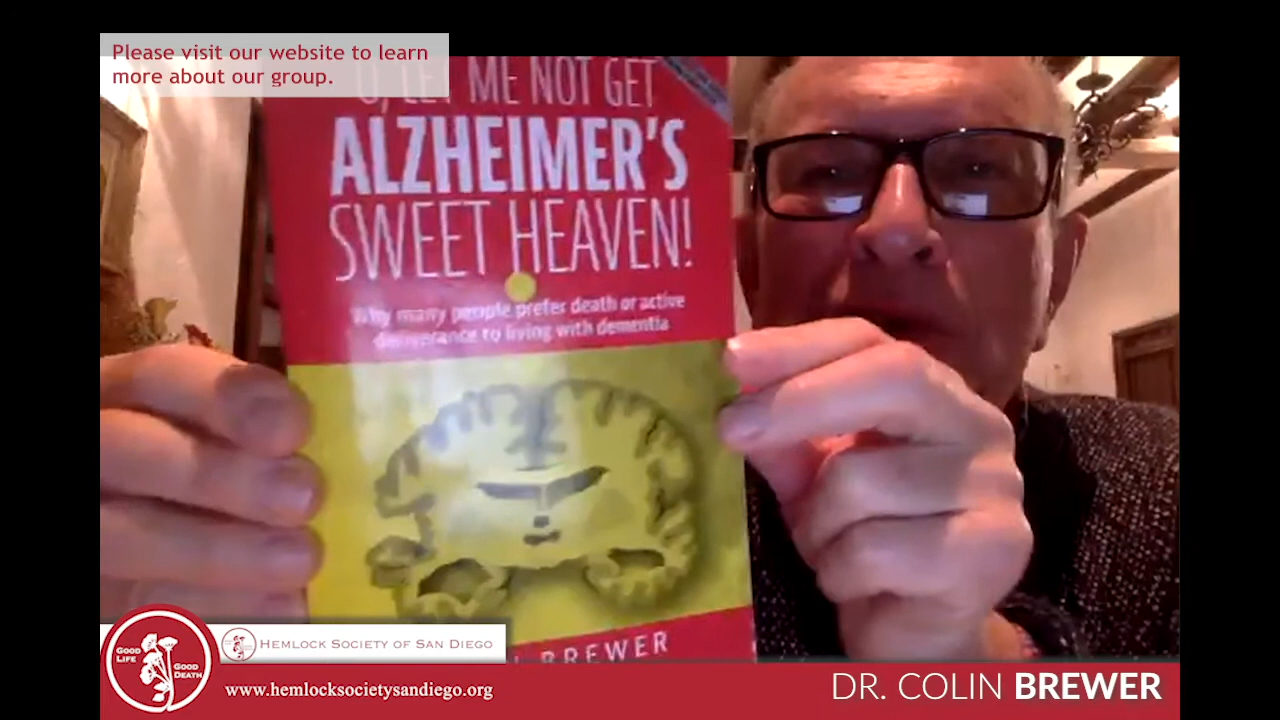 Please visit our website to learn
more about our group.
O, LET ME NOT GET
ALZHEIMER'S
SWEET HEAVEN!
Why many people prefer death or active
deliverance to living with dementia
BREWER
GOOD
LIFE
GOOD
DEATH
HEMLOCK SOCIETY OF SAN DIEGO
www.hemlocksocietysandiego.org
DR. COLIN BREWER